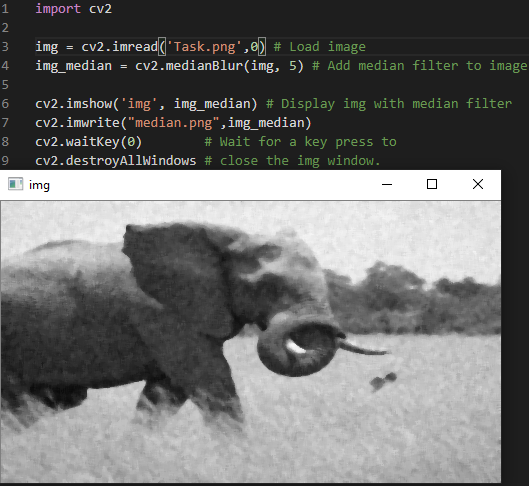 1 import cv2
2
3 img = cv2.imread('Task.png',0) # Load image
4 img_median = cv2.medianBlur(img, 5) # Add median filter to image
5
6 cv2.imshow('img', img_median) # Display img with median filter
7 cv2.imwrite("median.png",img_median)
8 cv2.waitKey(0)        # Wait for a key press to
9 cv2.destroyAllWindows # close the img window.
img